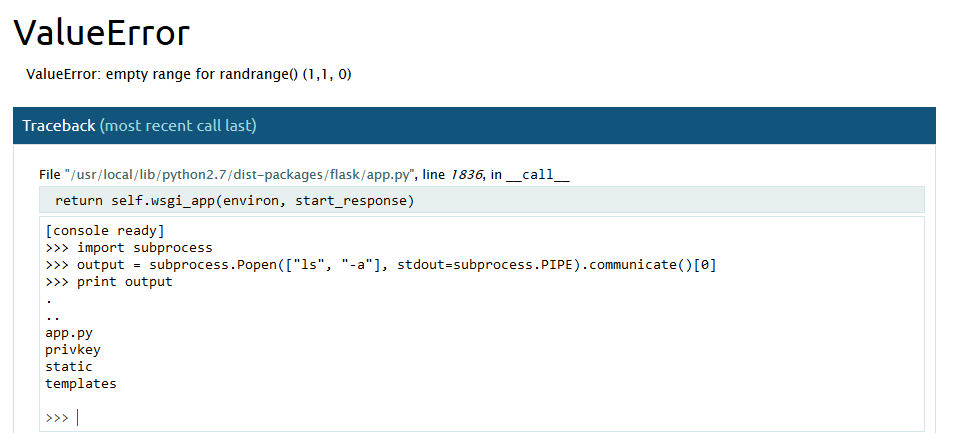 ValueError
ValueError: empty range for randrange() (1,1, 0)
Traceback (most recent call last)
File "/usr/local/lib/python2.7/dist-packages/flask/app.py", line 1836, in __call__
return self.wsgi_app(environ, start_response)
[console ready]
>>> import subprocess
>>> output = subprocess.Popen(["ls", "-a"], stdout=subprocess.PIPE).communicate()[0]
>>> print output
.
..
app.py
privkey
static
templates
>>>